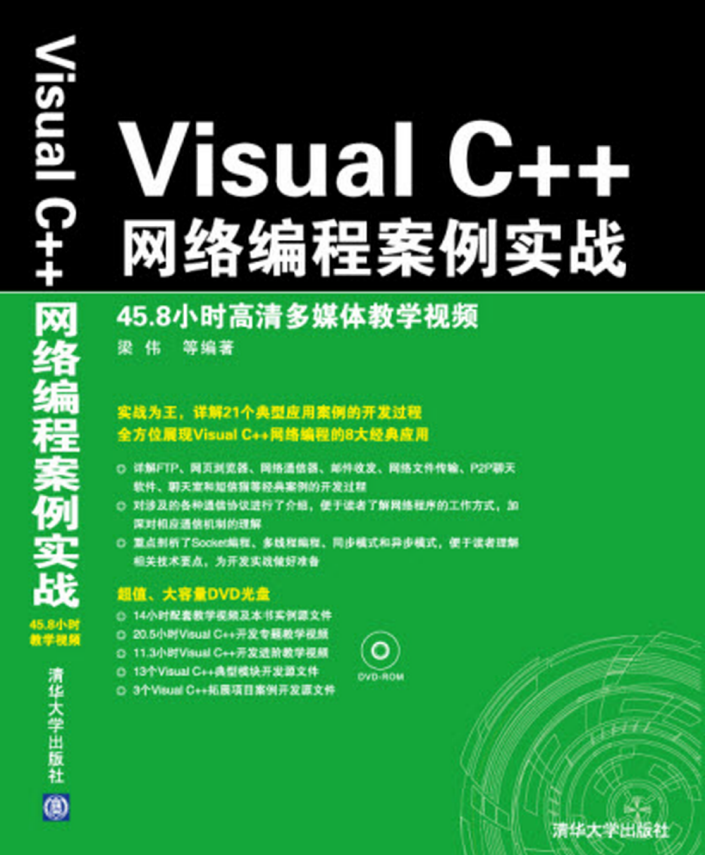 Visual C++ 网络编程案例实战
45.8小时
教学视频
清华大学出版社
Visual C++
网络编程案例实战
45.8小时高清多媒体教学视频
梁 伟 等编著
实战为王，详解21个典型应用案例的开发过程
全方位展现Visual C++网络编程的8大经典应用
详解FTP、网页浏览器、网络通信器、邮件收发、网络文件传输、P2P聊天
软件、聊天室和短信猫等经典案例的开发过程
对涉及的各种通信协议进行了介绍，便于读者了解网络程序的工作方式，加
深对相应通信机制的理解
重点剖析了Socket编程、多线程编程、同步模式和异步模式，便于读者理解
相关技术要点，为开发实战做好准备
超值、大容量DVD光盘
14小时配套教学视频及本书实例源文件
20.5小时Visual C++开发专题教学视频
11.3小时Visual C++开发进阶教学视频
13个Visual C++典型模块开发源文件
3个Visual C++拓展项目案例开发源文件
DVD-ROM
清华大学出版社